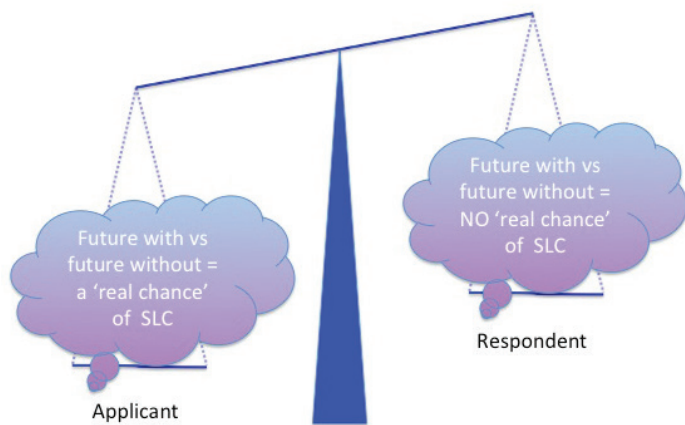 Future with vs
future without =
a ‘real chance’
of SLC
Applicant
Future with vs
future without =
NO ‘real chance’
of SLC
Respondent